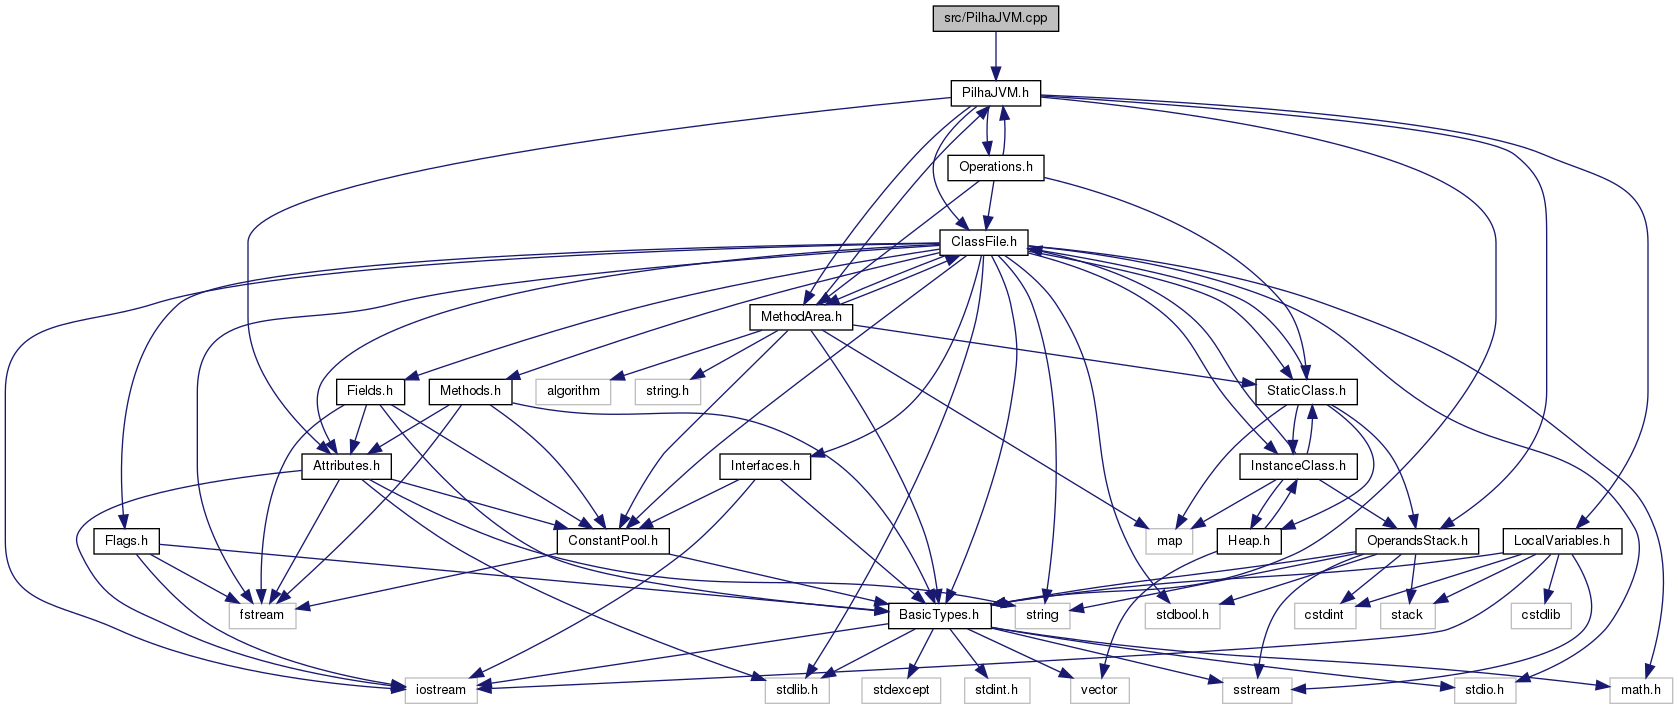 src/PilhaJVM.cpp
PilhaJVM.h
Operations.h
ClassFile.h
MethodArea.h
Fields.h
Methods.h
algorithm
string.h
StaticClass.h
Attributes.h
Interfaces.h
InstanceClass.h
Flags.h
ConstantPool.h
map
Heap.h
OperandsStack.h
LocalVariables.h
fstream
BasicTypes.h
string
stdbool.h
cstdint
stack
cstdlib
iostream
stdlib.h
stdexcept
stdint.h
vector
sstream
stdio.h
math.h